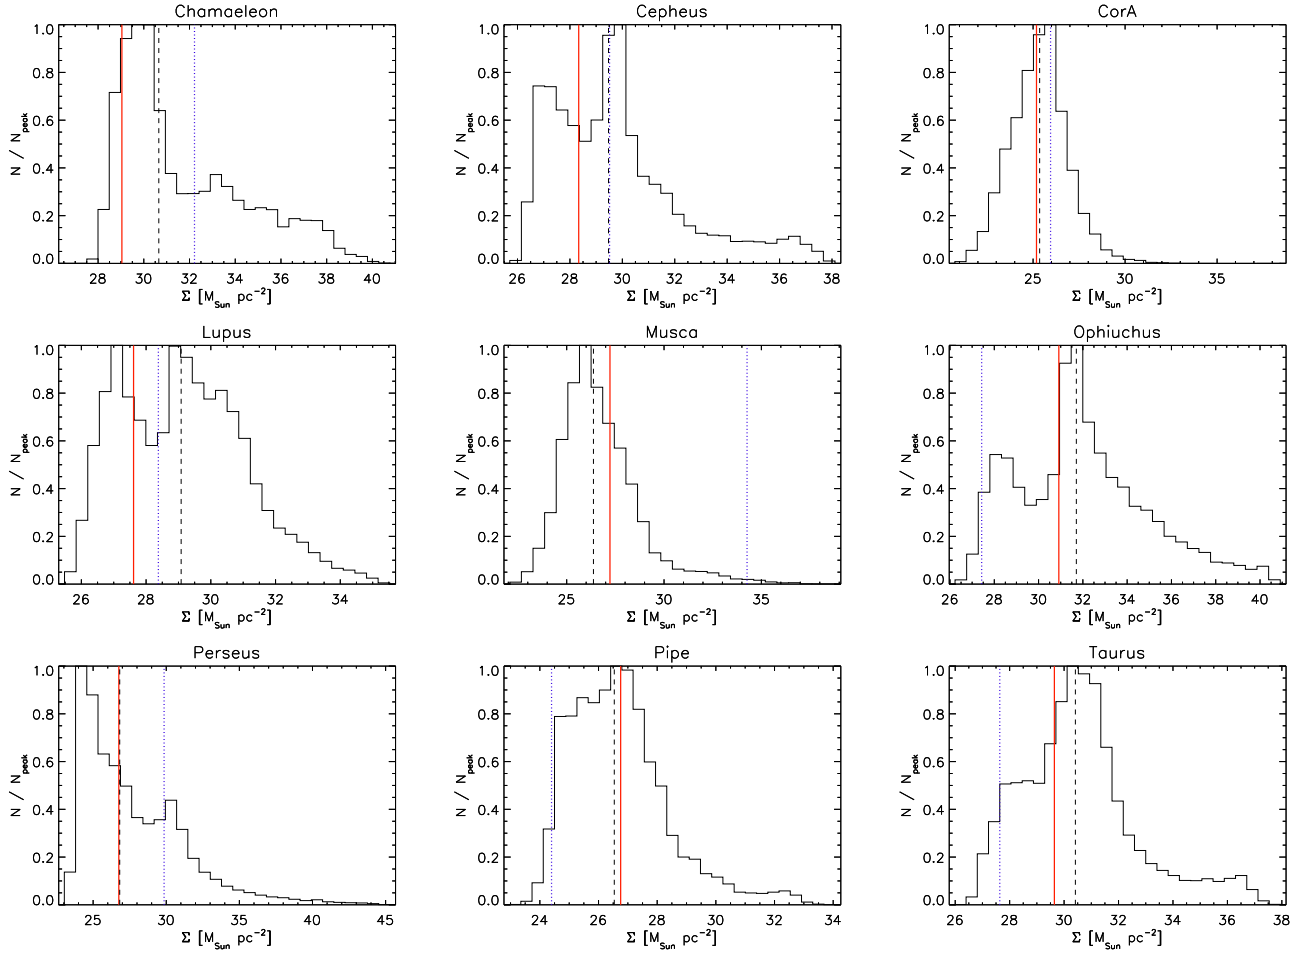 Chamaeleon
N / N_peak
1.0
0.8
0.6
0.4
0.2
0.0
28 30 32 34 36 38 40
Σ [M_Sun pc^-2]
Cepheus
N / N_peak
1.0
0.8
0.6
0.4
0.2
0.0
26 28 30 32 34 36 38
Σ [M_Sun pc^-2]
CorA
N / N_peak
1.0
0.8
0.6
0.4
0.2
0.0
25 30 35
Σ [M_Sun pc^-2]
Lupus
N / N_peak
1.0
0.8
0.6
0.4
0.2
0.0
26 28 30 32 34
Σ [M_Sun pc^-2]
Musca
N / N_peak
1.0
0.8
0.6
0.4
0.2
0.0
25 30 35
Σ [M_Sun pc^-2]
Ophiuchus
N / N_peak
1.0
0.8
0.6
0.4
0.2
0.0
26 28 30 32 34 36 38 40
Σ [M_Sun pc^-2]
Perseus
N / N_peak
1.0
0.8
0.6
0.4
0.2
0.0
25 30 35 40 45
Σ [M_Sun pc^-2]
Pipe
N / N_peak
1.0
0.8
0.6
0.4
0.2
0.0
24 26 28 30 32 34
Σ [M_Sun pc^-2]
Taurus
N / N_peak
1.0
0.8
0.6
0.4
0.2
0.0
26 28 30 32 34 36 38
Σ [M_Sun pc^-2]